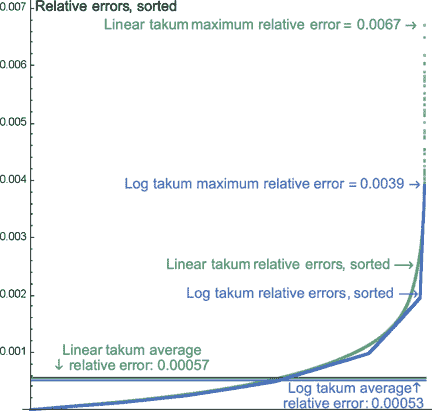 0.007
Relative errors, sorted
Linear takum maximum relative error = 0.0067 →
0.006
0.005
0.004
Log takum maximum relative error = 0.0039 →
0.003
Linear takum relative errors, sorted →
0.002
Log takum relative errors, sorted →
0.001
Linear takum average
↓ relative error: 0.00057
Log takum average↑
relative error: 0.00053